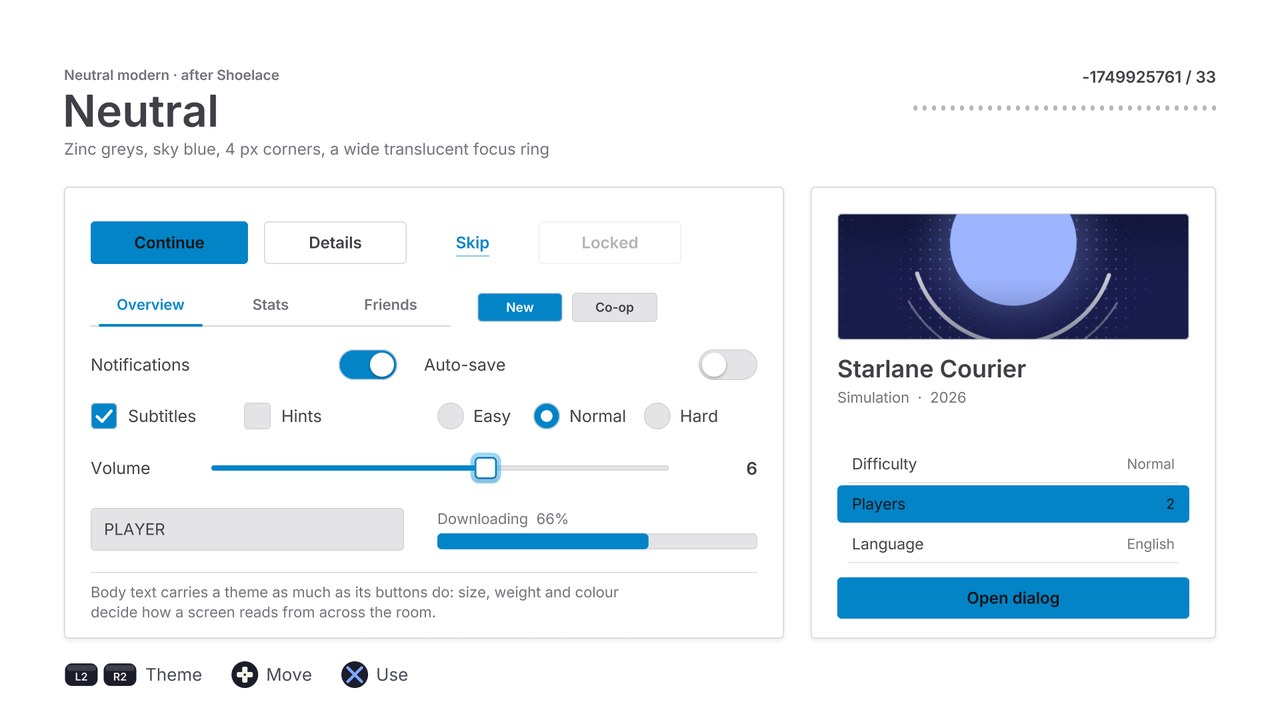 Neutral modern · after Shoelace
-1749925761 / 33
Neutral
Zinc greys, sky blue, 4 px corners, a wide translucent focus ring
Continue
Details
Skip
Locked
Overview
Stats
Friends
New
Co-op
Notifications
Auto-save
Subtitles
Hints
Easy
Normal
Hard
Volume
6
PLAYER
Downloading 66%
Body text carries a theme as much as its buttons do: size, weight and colour
decide how a screen reads from across the room.
Starlane Courier
Simulation · 2026
Difficulty
Normal
Players
2
Language
English
Open dialog
L2
R2
Theme
Move
Use